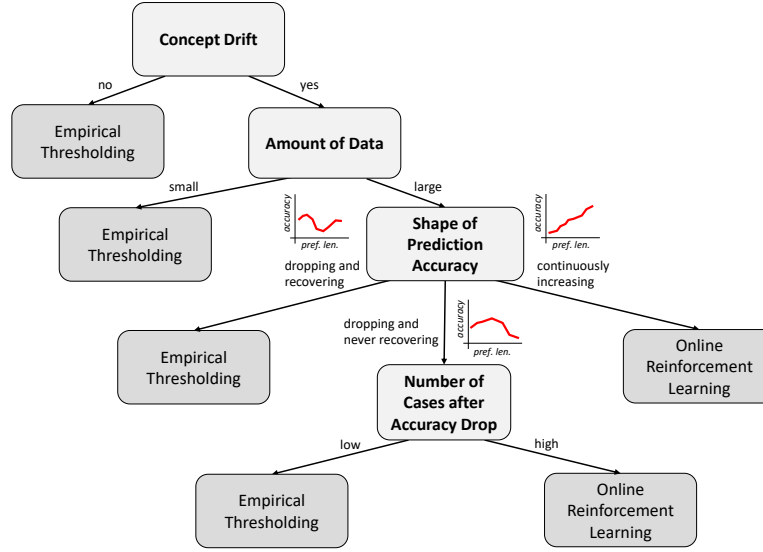 Concept Drift
no
yes
Empirical
Thresholding
Amount of Data
small
large
Empirical
Thresholding
accuracy
pref. len.
Shape of
Prediction
Accuracy
accuracy
pref. len.
dropping and
recovering
continuously
increasing
dropping and
never recovering
accuracy
pref. len.
Empirical
Thresholding
Online
Reinforcement
Learning
Number of
Cases after
Accuracy Drop
low
high
Empirical
Thresholding
Online
Reinforcement
Learning